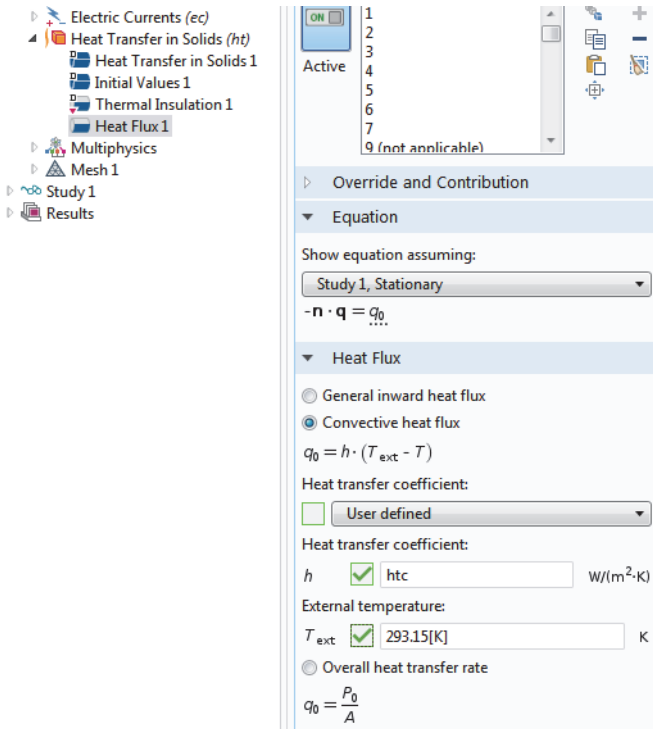 Electric Currents (ec)
Heat Transfer in Solids (ht)
Heat Transfer in Solids 1
Initial Values 1
Thermal Insulation 1
Heat Flux 1
Multiphysics
Mesh 1
Study 1
Results
ON
Active
1
2
3
4
5
6
7
9 (not applicable)
Override and Contribution
Equation
Show equation assuming:
Study 1, Stationary
-n · q = q₀
Heat Flux
General inward heat flux
Convective heat flux
q₀ = h · (T_ext - T)
Heat transfer coefficient:
User defined
Heat transfer coefficient:
h htc W/(m²·K)
External temperature:
T_ext 293.15[K] K
Overall heat transfer rate
q₀ = P₀/A